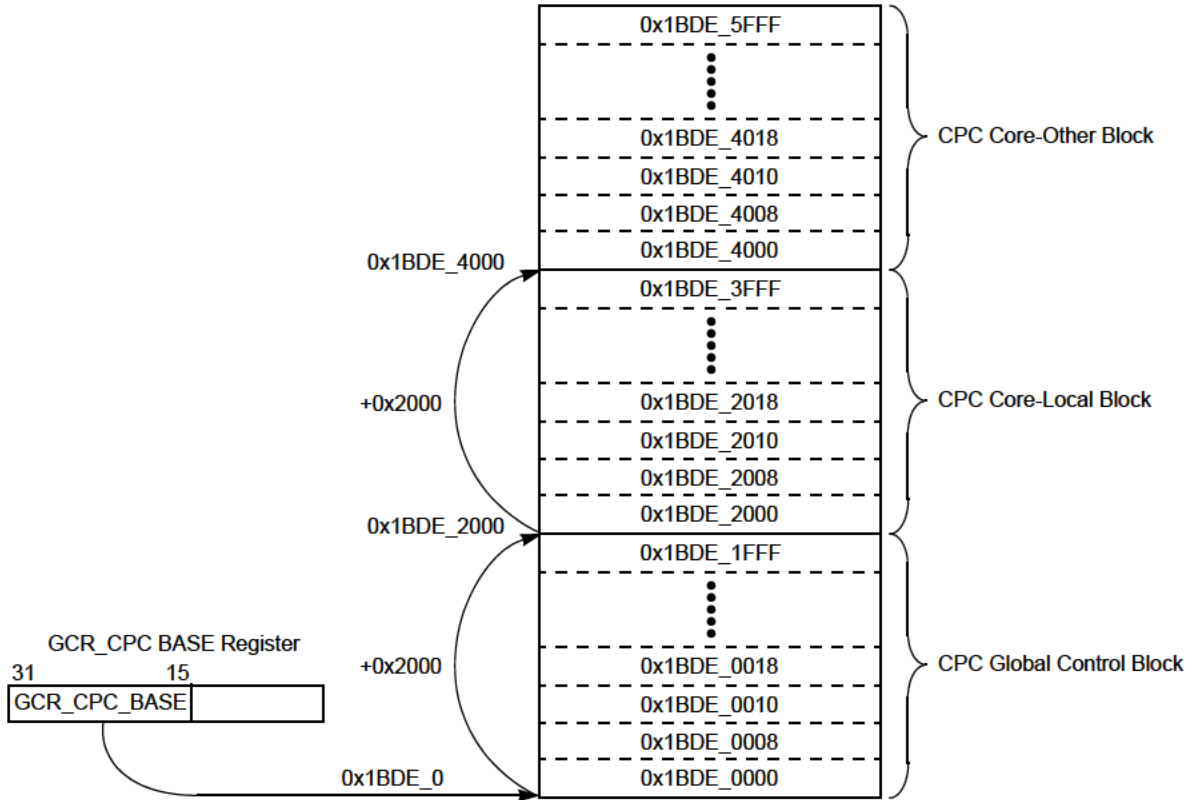 0x1BDE_5FFF
0x1BDE_4018
CPC Core-Other Block
0x1BDE_4010
0x1BDE_4008
0x1BDE_4000
0x1BDE_4000
0x1BDE_3FFF
+0x2000
0x1BDE_2018
CPC Core-Local Block
0x1BDE_2010
0x1BDE_2008
0x1BDE_2000
0x1BDE_2000
0x1BDE_1FFF
GCR_CPC BASE Register
31 15
GCR_CPC_BASE
+0x2000
0x1BDE_0018
CPC Global Control Block
0x1BDE_0010
0x1BDE_0008
0x1BDE_0
0x1BDE_0000